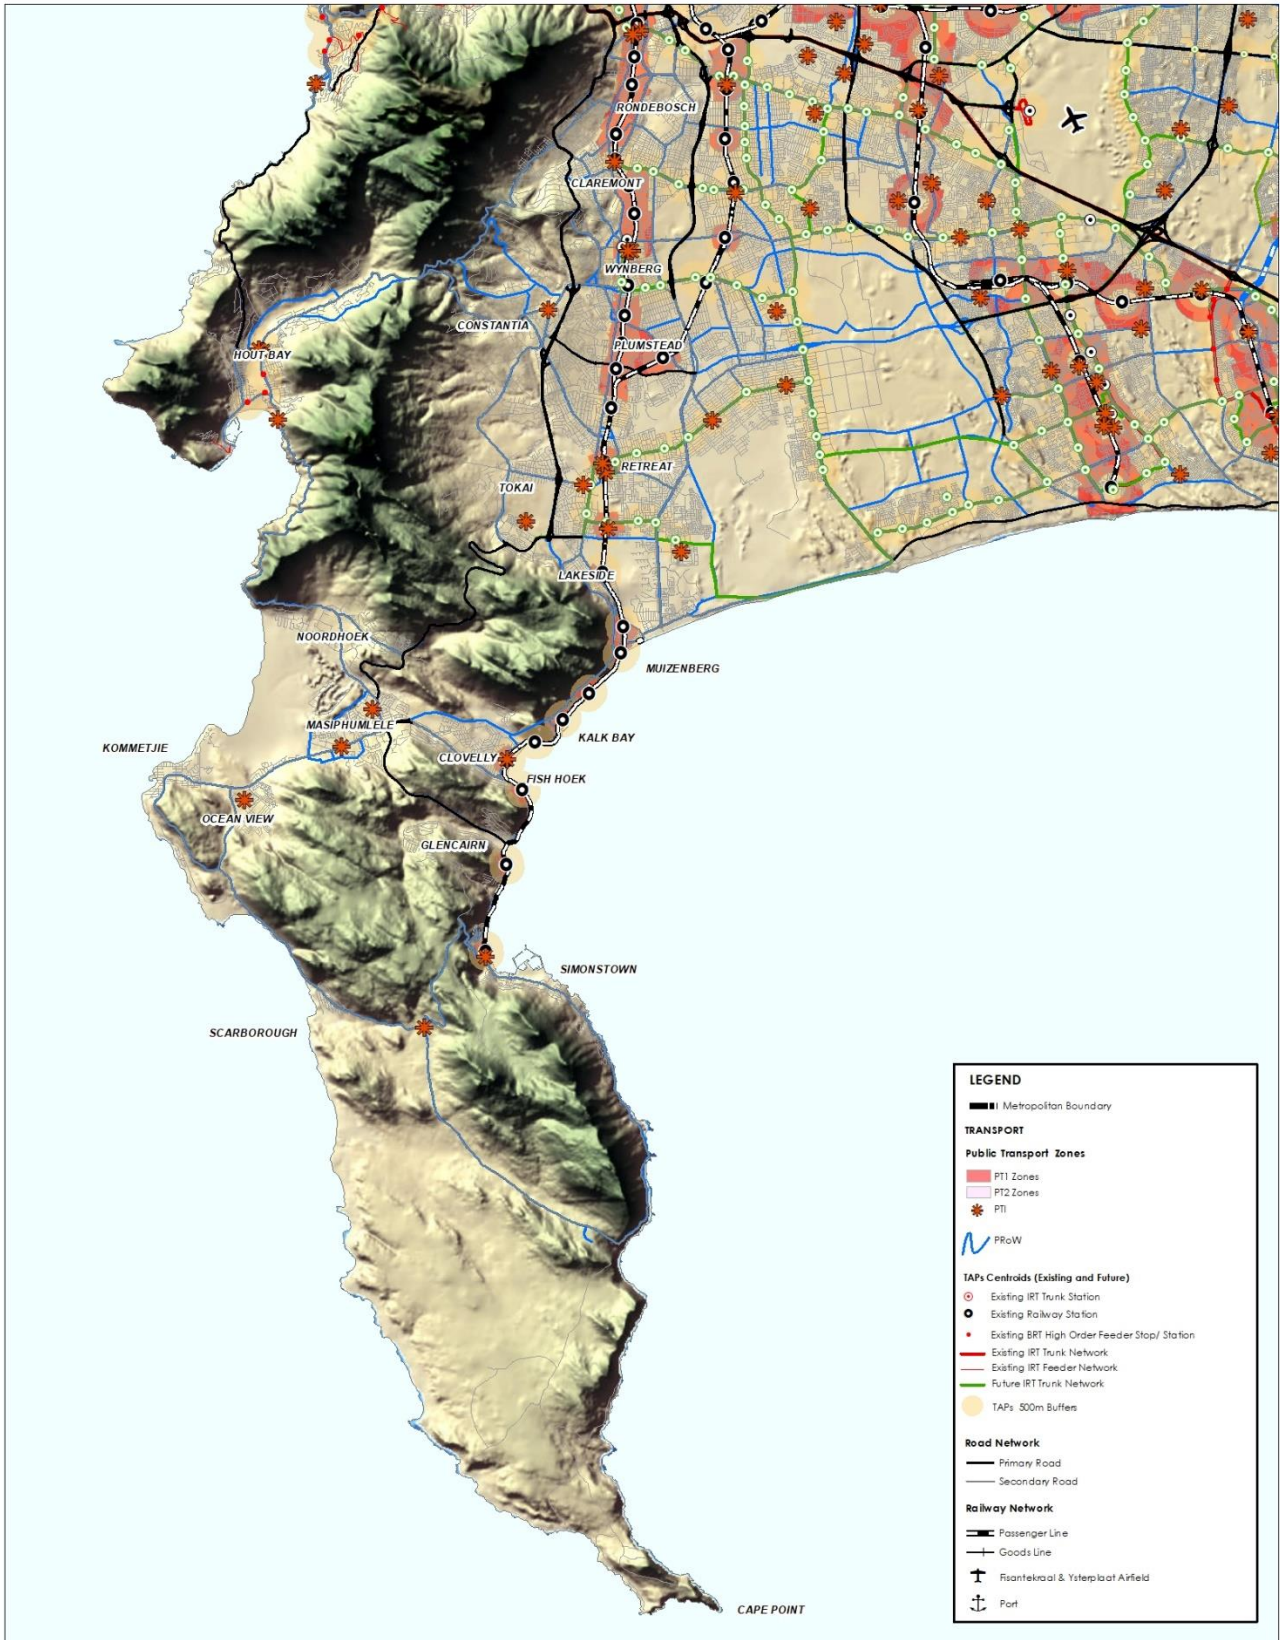 RONDEBOSCH
CLAREMONT
WYNBERG
CONSTANTIA
PLUMSTEAD
HOUT BAY
RETREAT
TOKAI
LAKESIDE
NOORDHOEK
MUIZENBERG
MASIPHUMLELE
KALK BAY
KOMMETJIE
CLOVELLY
FISH HOEK
OCEAN VIEW
GLENCAIRN
SIMONSTOWN
SCARBOROUGH
CAPE POINT
LEGEND
Metropolitan Boundary
TRANSPORT
Public Transport Zones
PT1 Zones
PT2 Zones
PTI
PRoW
TAPs Centroids (Existing and Future)
Existing IRT Trunk Station
Existing Railway Station
Existing BRT High Order Feeder Stop/ Station
Existing IRT Trunk Network
Existing IRT Feeder Network
Future IRT Trunk Network
TAPs 500m Buffers
Road Network
Primary Road
Secondary Road
Railway Network
Passenger Line
Goods Line
Fisantekraal & Ysterplaat Airfield
Port